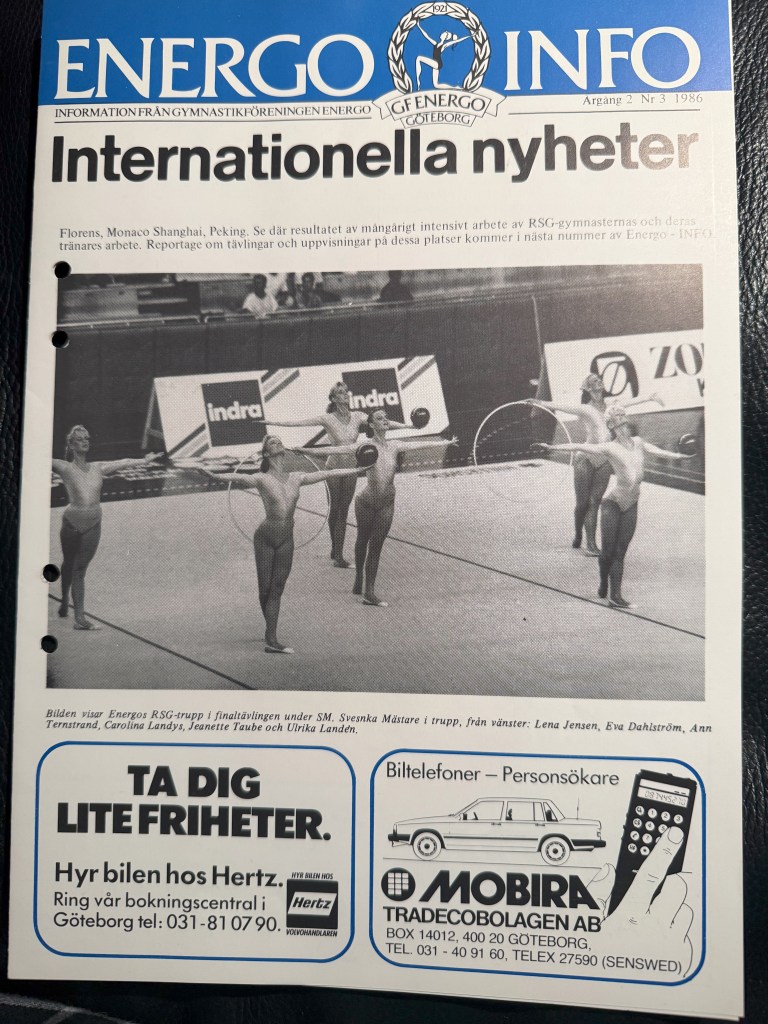 ENERGO INFO
1921
GF ENERGO
GÖTEBORG
INFORMATION FRÅN GYMNASTIKFÖRENINGEN ENERGO
Årgång 2 Nr 3 1986
Internationella nyheter
Florens, Monaco Shanghai, Peking. Se där resultatet av mångårigt intensivt arbete av RSG-gymnasternas och deras
tränares arbete. Reportage om tävlingar och uppvisningar på dessa platser kommer i nästa nummer av Energo - INFO
indra
indra
ZO
K
Bilden visar Energos RSG-trupp i finaltävlingen under SM. Svesnka Mästare i trupp, från vänster: Lena Jensen, Eva Dahlström, Ann
Ternstrand, Carolina Landys, Jeanette Taube och Ulrika Landén.
TA DIG
LITE FRIHETER.
Hyr bilen hos Hertz.
Ring vår bokningscentral i
Göteborg tel: 031-81 07 90.
HYR BILEN HOS
Hertz
VOLVOHANDLAREN
Biltelefoner – Personsökare
MOBIRA
TRADECOBOLAGEN AB
BOX 14012, 400 20 GÖTEBORG,
TEL. 031 - 40 91 60, TELEX 27590 (SENSWED)